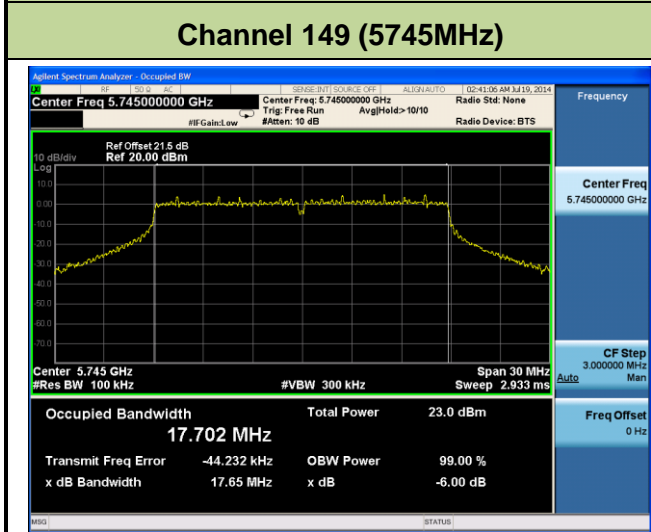 Channel 149 (5745MHz)
Agilent Spectrum Analyzer - Occupied BW
LXI RF 50 Ω AC SENSE:INT SOURCE OFF ALIGN AUTO 02:41:06 AM Jul 19, 2014
Center Freq 5.745000000 GHz
Center Freq: 5.745000000 GHz
Radio Std: None
Trig: Free Run Avg|Hold:>10/10
#IFGain:Low #Atten: 10 dB Radio Device: BTS
Frequency
Ref Offset 21.5 dB
10 dB/div Ref 20.00 dBm
Log
10.0
0.00
-10.0
-20.0
-30.0
-40.0
-50.0
-60.0
-70.0
Center Freq
5.745000000 GHz
Center 5.745 GHz Span 30 MHz
#Res BW 100 kHz #VBW 300 kHz Sweep 2.933 ms
CF Step
3.000000 MHz
Auto Man
Occupied Bandwidth Total Power 23.0 dBm
17.702 MHz
Transmit Freq Error -44.232 kHz OBW Power 99.00 %
x dB Bandwidth 17.65 MHz x dB -6.00 dB
Freq Offset
0 Hz
MSG STATUS